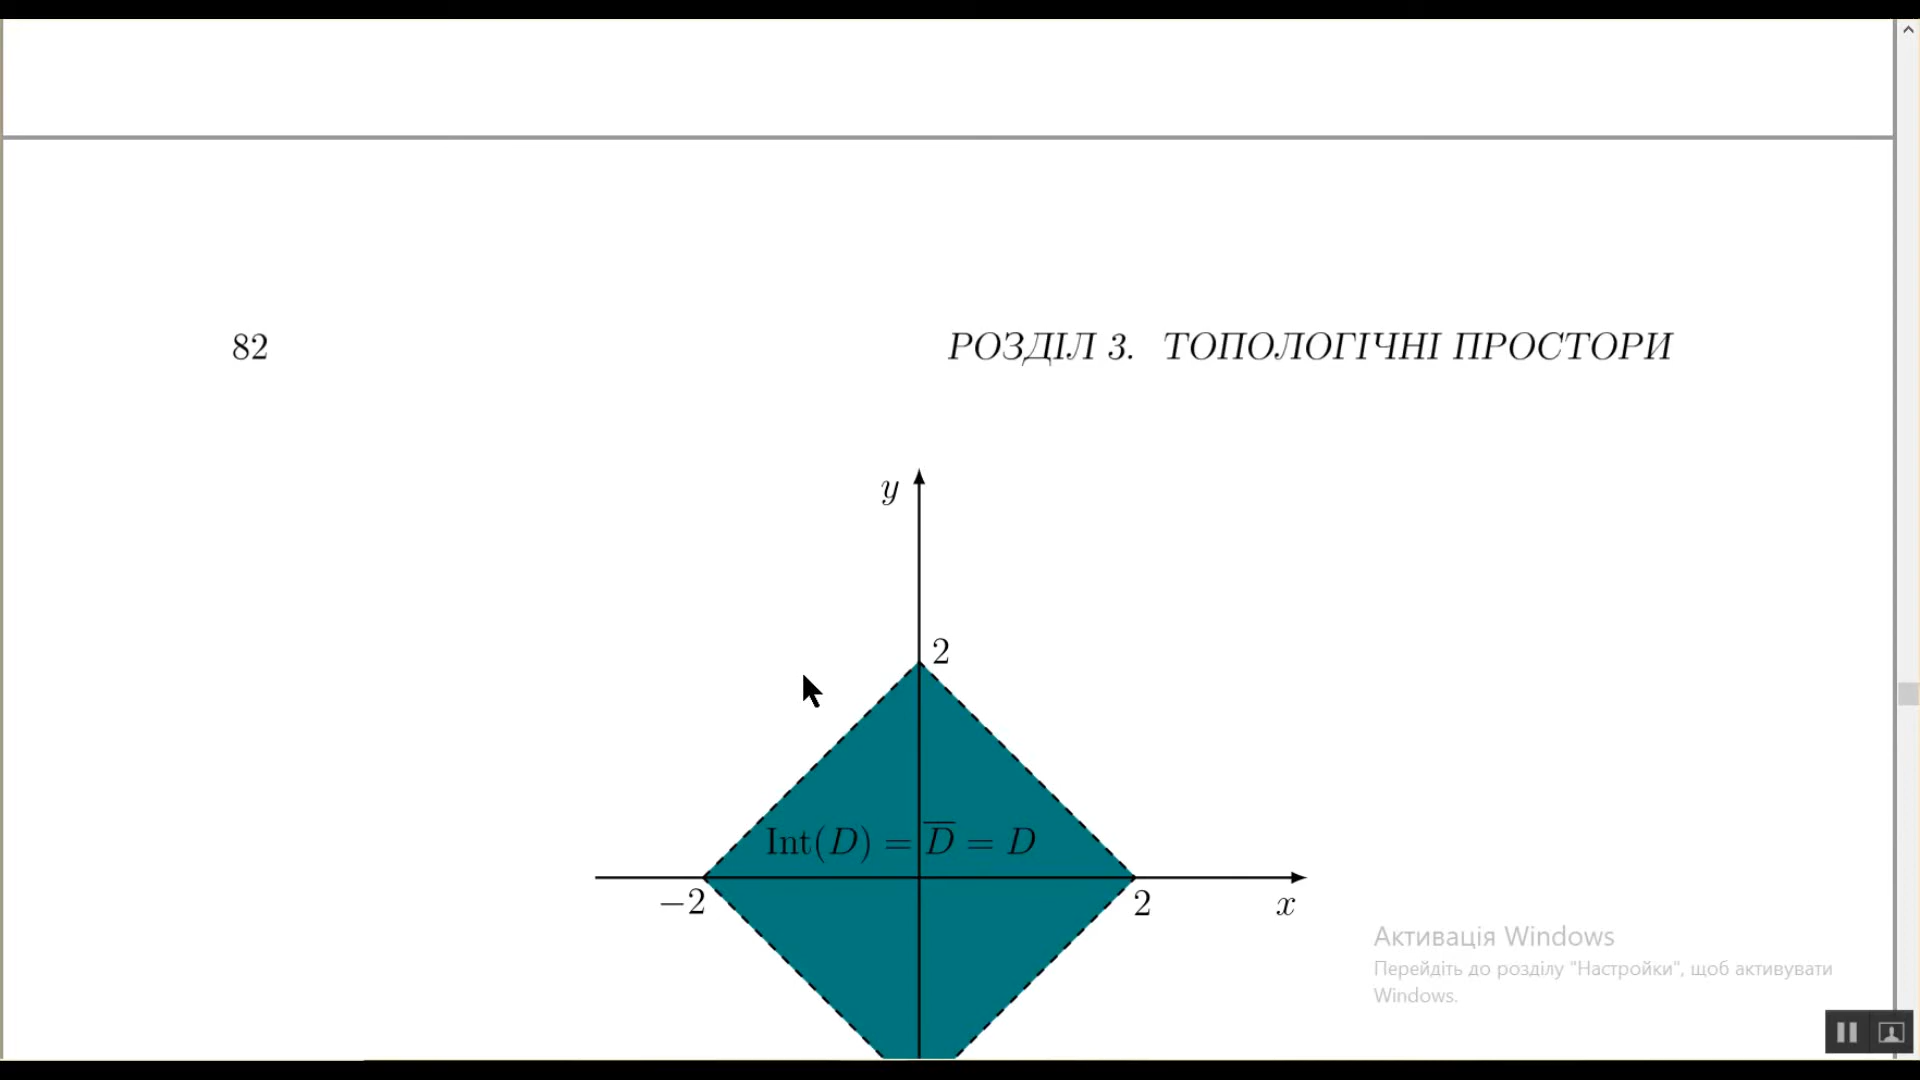 82 РОЗДІЛ 3. ТОПОЛОГІЧНІ ПРОСТОРИ
y
2
Int(D) = D̅ = D
−2 2 x
Активація Windows
Перейдіть до розділу "Настройки", щоб активувати
Windows.